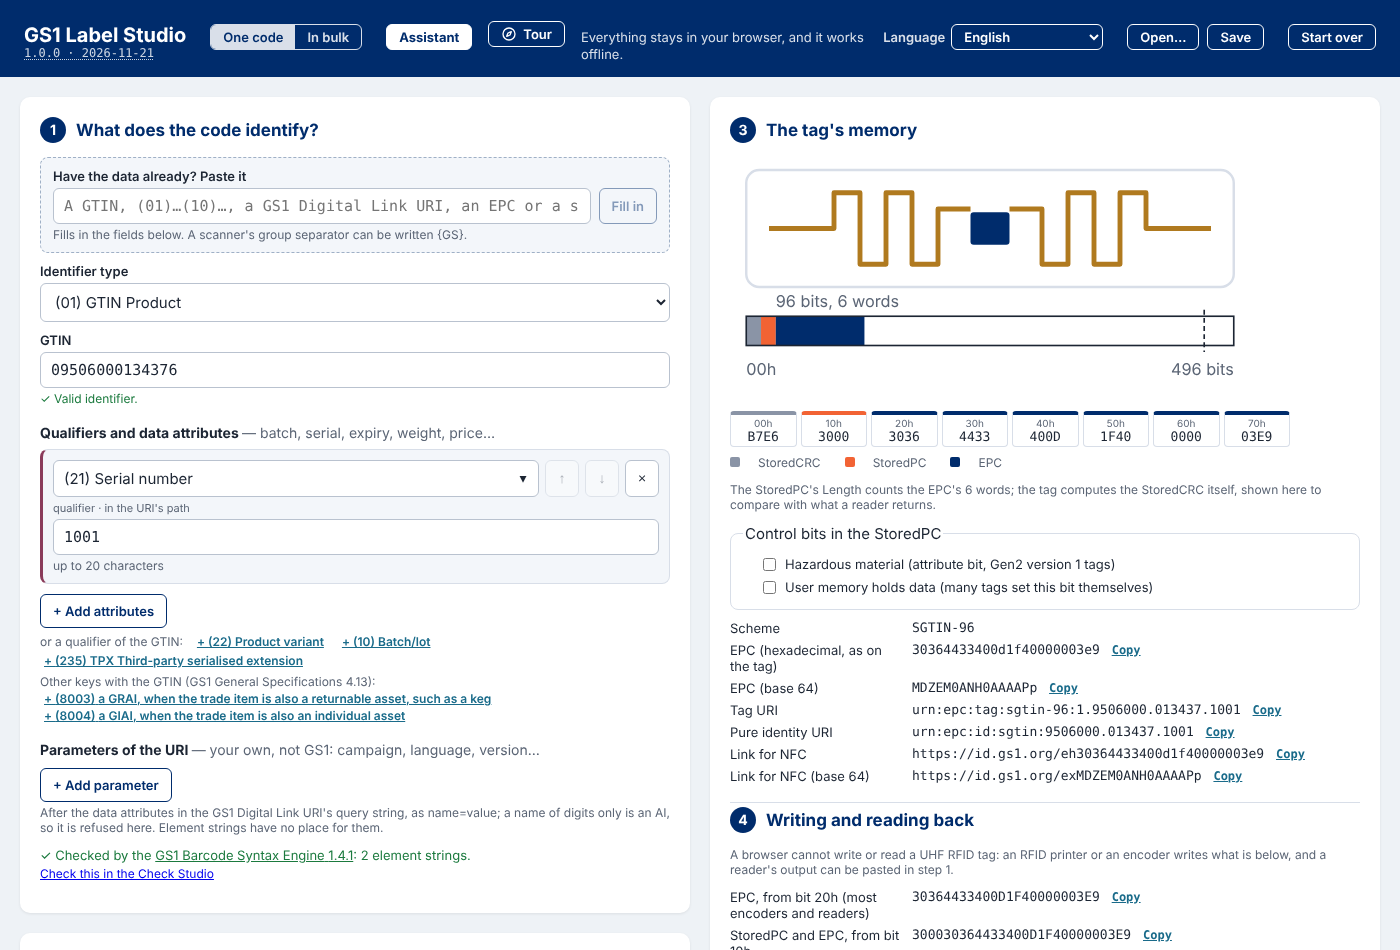 GS1 Label Studio
1.0.0 · 2026-11-21
One code
In bulk
Assistant
Tour
Everything stays in your browser, and it works
offline.
Language
English
Open…
Save
Start over
1 What does the code identify?
Have the data already? Paste it
A GTIN, (01)…(10)…, a GS1 Digital Link URI, an EPC or a s
Fill in
Fills in the fields below. A scanner's group separator can be written {GS}.
Identifier type
(01) GTIN Product
GTIN
09506000134376
✓ Valid identifier.
Qualifiers and data attributes — batch, serial, expiry, weight, price…
(21) Serial number ▼ ↑ ↓ ×
qualifier · in the URI's path
1001
up to 20 characters
+ Add attributes
or a qualifier of the GTIN: + (22) Product variant + (10) Batch/lot
+ (235) TPX Third-party serialised extension
Other keys with the GTIN (GS1 General Specifications 4.13):
+ (8003) a GRAI, when the trade item is also a returnable asset, such as a keg
+ (8004) a GIAI, when the trade item is also an individual asset
Parameters of the URI — your own, not GS1: campaign, language, version…
+ Add parameter
After the data attributes in the GS1 Digital Link URI's query string, as name=value; a name of digits only is an AI,
so it is refused here. Element strings have no place for them.
✓ Checked by the GS1 Barcode Syntax Engine 1.4.1: 2 element strings.
Check this in the Check Studio
3 The tag's memory
96 bits, 6 words
00h 496 bits
00h 10h 20h 30h 40h 50h 60h 70h
B7E6 3000 3036 4433 400D 1F40 0000 03E9
StoredCRC StoredPC EPC
The StoredPC's Length counts the EPC's 6 words; the tag computes the StoredCRC itself, shown here to
compare with what a reader returns.
Control bits in the StoredPC
Hazardous material (attribute bit, Gen2 version 1 tags)
User memory holds data (many tags set this bit themselves)
Scheme SGTIN-96
EPC (hexadecimal, as on
the tag) 30364433400d1f40000003e9 Copy
EPC (base 64) MDZEM0ANH0AAAAPp Copy
Tag URI urn:epc:tag:sgtin-96:1.9506000.013437.1001 Copy
Pure identity URI urn:epc:id:sgtin:9506000.013437.1001 Copy
Link for NFC https://id.gs1.org/eh30364433400d1f40000003e9 Copy
Link for NFC (base 64) https://id.gs1.org/exMDZEM0ANH0AAAAPp Copy
4 Writing and reading back
A browser cannot write or read a UHF RFID tag: an RFID printer or an encoder writes what is below, and a
reader's output can be pasted in step 1.
EPC, from bit 20h (most
encoders and readers) 30364433400D1F40000003E9 Copy
StoredPC and EPC, from bit
10h 300030364433400D1F40000003E9 Copy